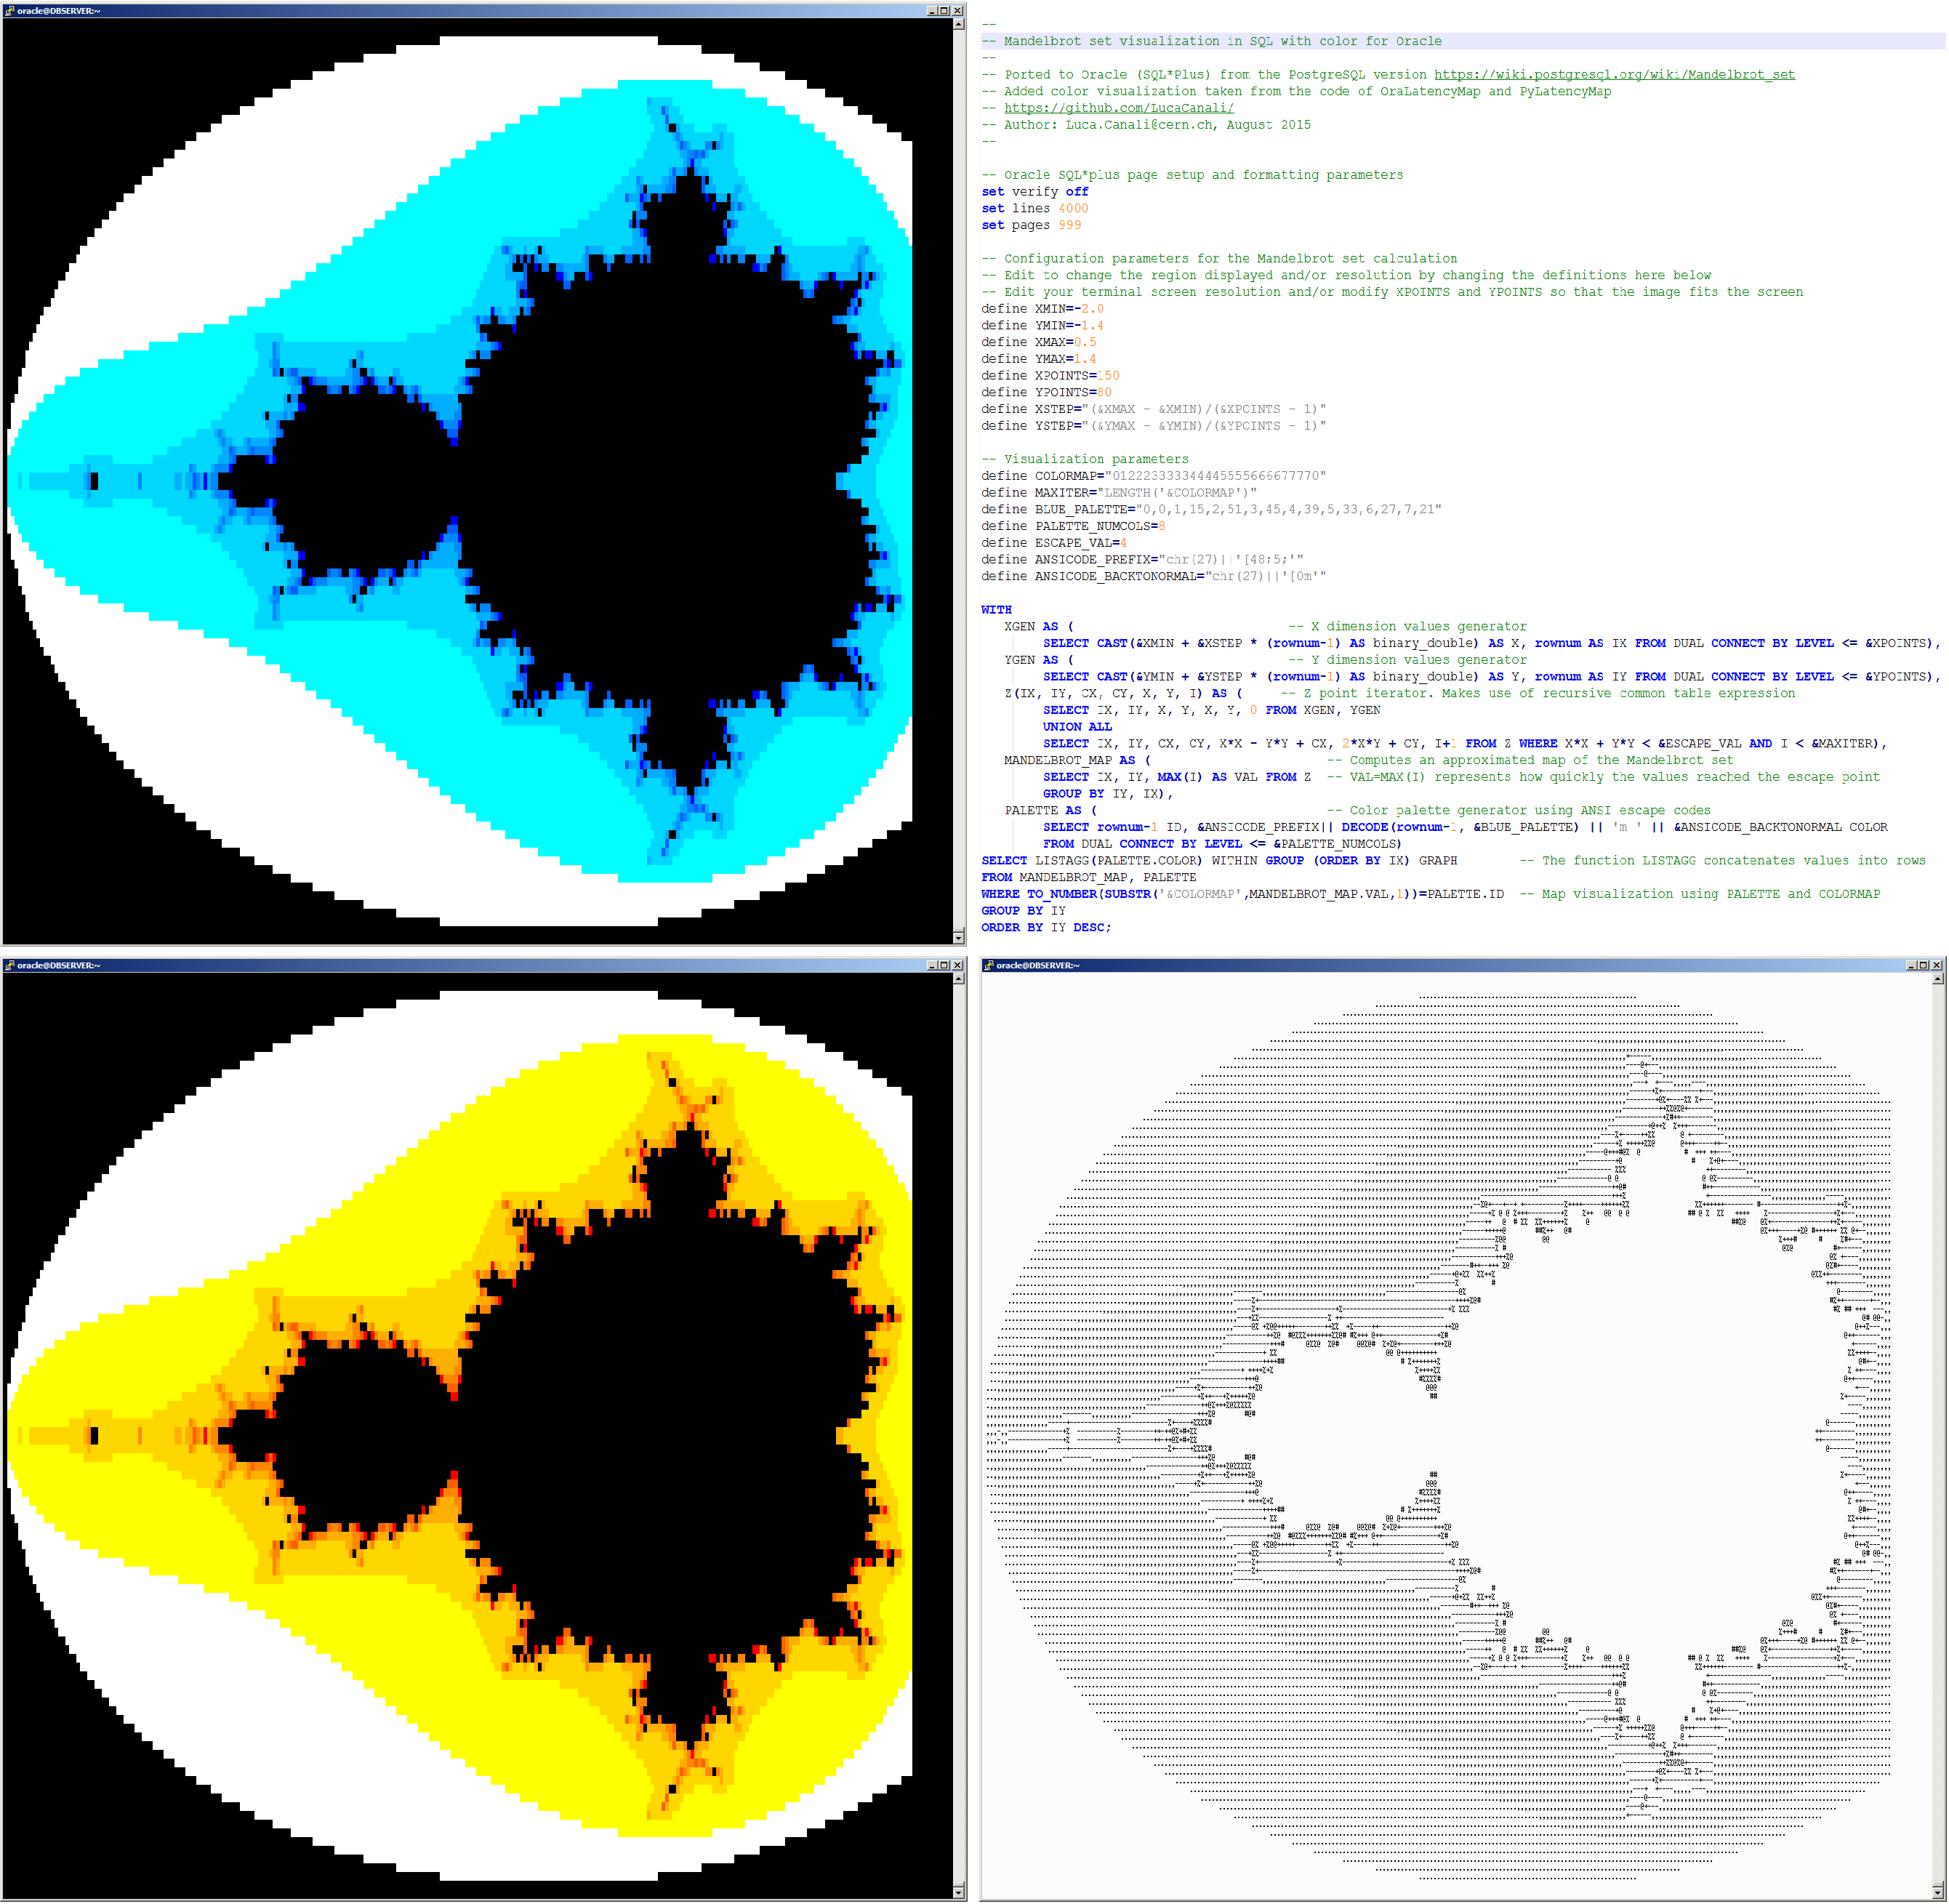 oracle@DBSERVER:~
--
-- Mandelbrot set visualization in SQL with color for Oracle
--
-- Ported to Oracle (SQL*Plus) from the PostgreSQL version https://wiki.postgresql.org/wiki/Mandelbrot_set
-- Added color visualization taken from the code of OraLatencyMap and PyLatencyMap
-- https://github.com/LucaCanali/
-- Author: Luca.Canali@cern.ch, August 2015
--
-- Oracle SQL*plus page setup and formatting parameters
set verify off
set lines 4000
set pages 999
-- Configuration parameters for the Mandelbrot set calculation
-- Edit to change the region displayed and/or resolution by changing the definitions here below
-- Edit your terminal screen resolution and/or modify XPOINTS and YPOINTS so that the image fits the screen
define XMIN=-2.0
define YMIN=-1.4
define XMAX=0.5
define YMAX=1.4
define XPOINTS=150
define YPOINTS=80
define XSTEP="(&XMAX - &XMIN)/(&XPOINTS - 1)"
define YSTEP="(&YMAX - &YMIN)/(&YPOINTS - 1)"
-- Visualization parameters
define COLORMAP="012223333344445555666677770"
define MAXITER="LENGTH('&COLORMAP')"
define BLUE_PALETTE="0,0,1,15,2,51,3,45,4,39,5,33,6,27,7,21"
define PALETTE_NUMCOLS=8
define ESCAPE_VAL=4
define ANSICODE_PREFIX="chr(27)||'[48;5;'"
define ANSICODE_BACKTONORMAL="chr(27)||'[0m'"
WITH
XGEN AS ( -- X dimension values generator
SELECT CAST(&XMIN + &XSTEP * (rownum-1) AS binary_double) AS X, rownum AS IX FROM DUAL CONNECT BY LEVEL <= &XPOINTS),
YGEN AS ( -- Y dimension values generator
SELECT CAST(&YMIN + &YSTEP * (rownum-1) AS binary_double) AS Y, rownum AS IY FROM DUAL CONNECT BY LEVEL <= &YPOINTS),
Z(IX, IY, CX, CY, X, Y, I) AS ( -- Z point iterator. Makes use of recursive common table expression
SELECT IX, IY, X, Y, X, Y, 0 FROM XGEN, YGEN
UNION ALL
SELECT IX, IY, CX, CY, X*X - Y*Y + CX, 2*X*Y + CY, I+1 FROM Z WHERE X*X + Y*Y < &ESCAPE_VAL AND I < &MAXITER),
MANDELBROT_MAP AS ( -- Computes an approximated map of the Mandelbrot set
SELECT IX, IY, MAX(I) AS VAL FROM Z -- VAL=MAX(I) represents how quickly the values reached the escape point
GROUP BY IY, IX),
PALETTE AS ( -- Color palette generator using ANSI escape codes
SELECT rownum-1 ID, &ANSICODE_PREFIX|| DECODE(rownum-1, &BLUE_PALETTE) || 'm ' || &ANSICODE_BACKTONORMAL COLOR
FROM DUAL CONNECT BY LEVEL <= &PALETTE_NUMCOLS)
SELECT LISTAGG(PALETTE.COLOR) WITHIN GROUP (ORDER BY IX) GRAPH -- The function LISTAGG concatenates values into rows
FROM MANDELBROT_MAP, PALETTE
WHERE TO_NUMBER(SUBSTR('&COLORMAP',MANDELBROT_MAP.VAL,1))=PALETTE.ID -- Map visualization using PALETTE and COLORMAP
GROUP BY IY
ORDER BY IY DESC;
oracle@DBSERVER:~
oracle@DBSERVER:~